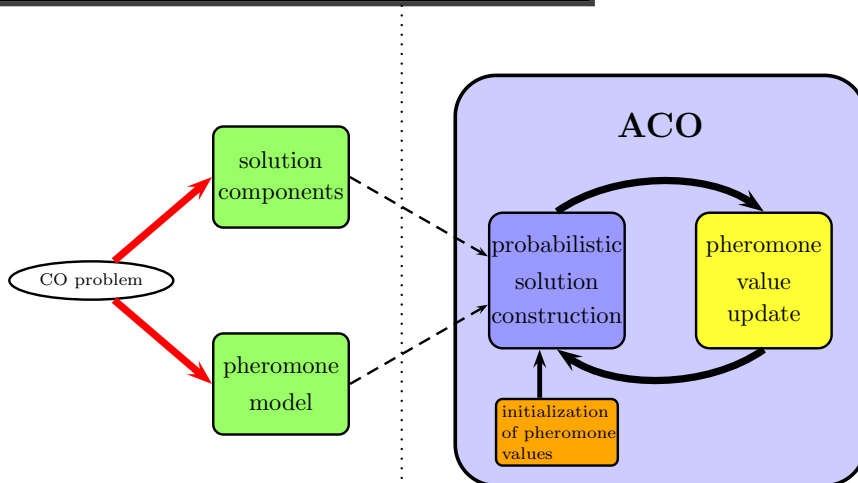 ACO
solution
components
CO problem
pheromone
model
probabilistic
solution
construction
pheromone
value
update
initialization
of pheromone
values